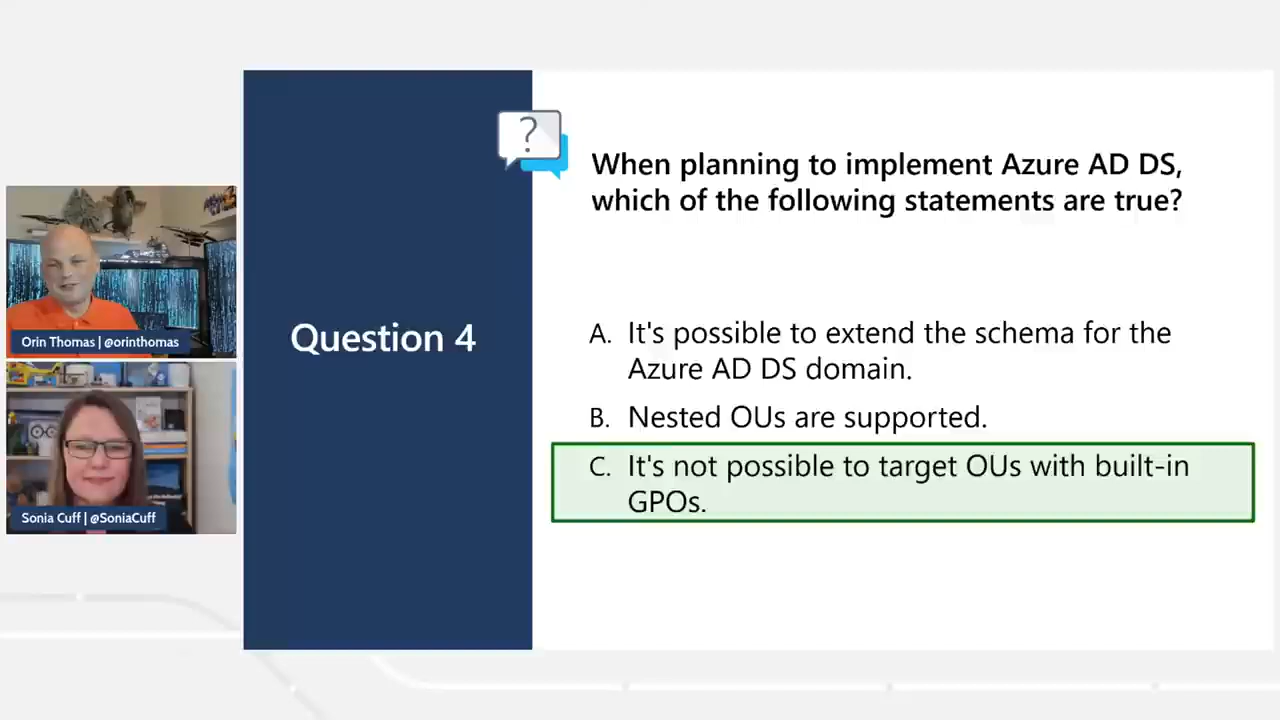 Question 4
?
When planning to implement Azure AD DS,
which of the following statements are true?
A. It's possible to extend the schema for the
Azure AD DS domain.
B. Nested OUs are supported.
C. It's not possible to target OUs with built-in
GPOs.
Orin Thomas | @orinthomas
Sonia Cuff | @SoniaCuff